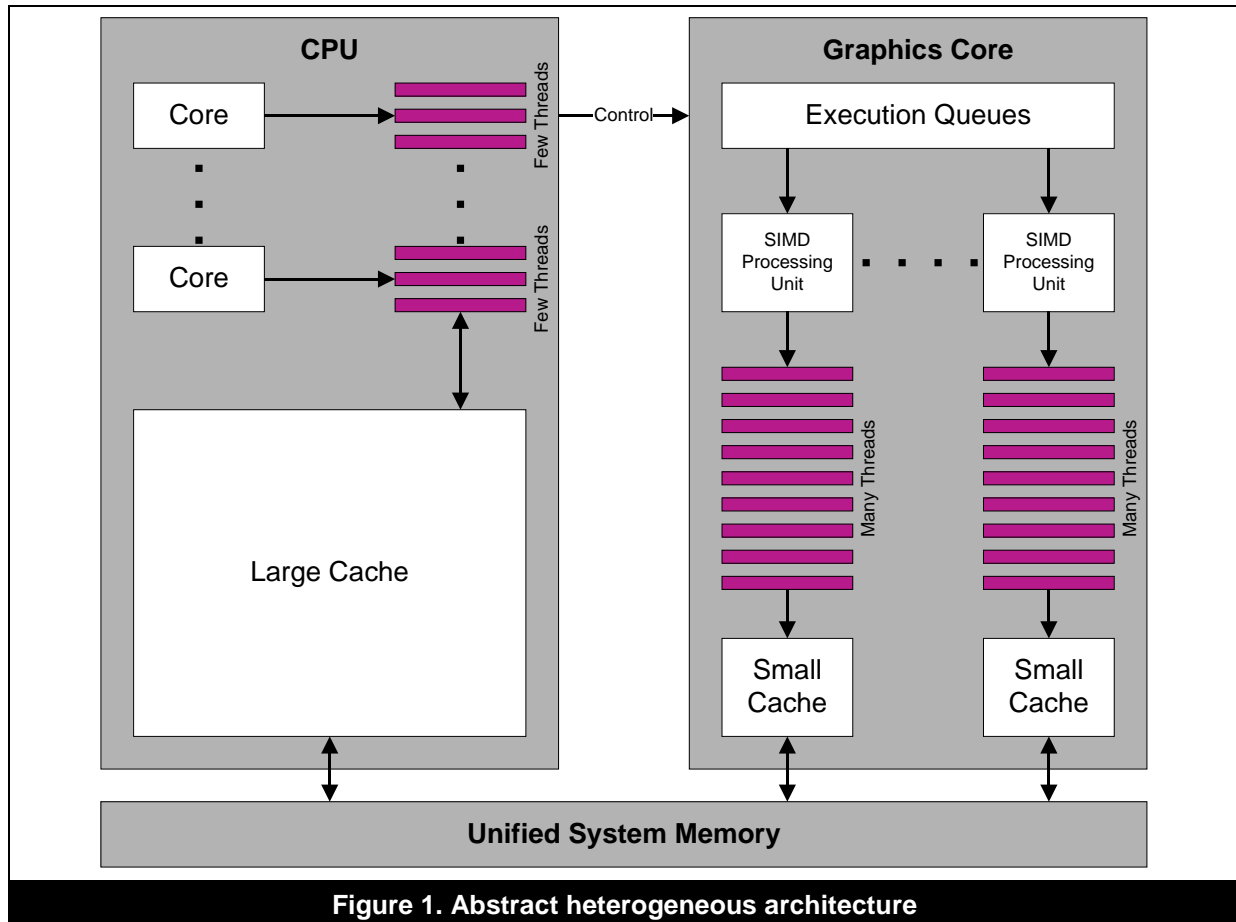 CPU
Core
Few Threads
Core
Few Threads
Large Cache
Control
Graphics Core
Execution Queues
SIMD
Processing
Unit
SIMD
Processing
Unit
Many Threads
Many Threads
Small
Cache
Small
Cache
Unified System Memory
Figure 1. Abstract heterogeneous architecture